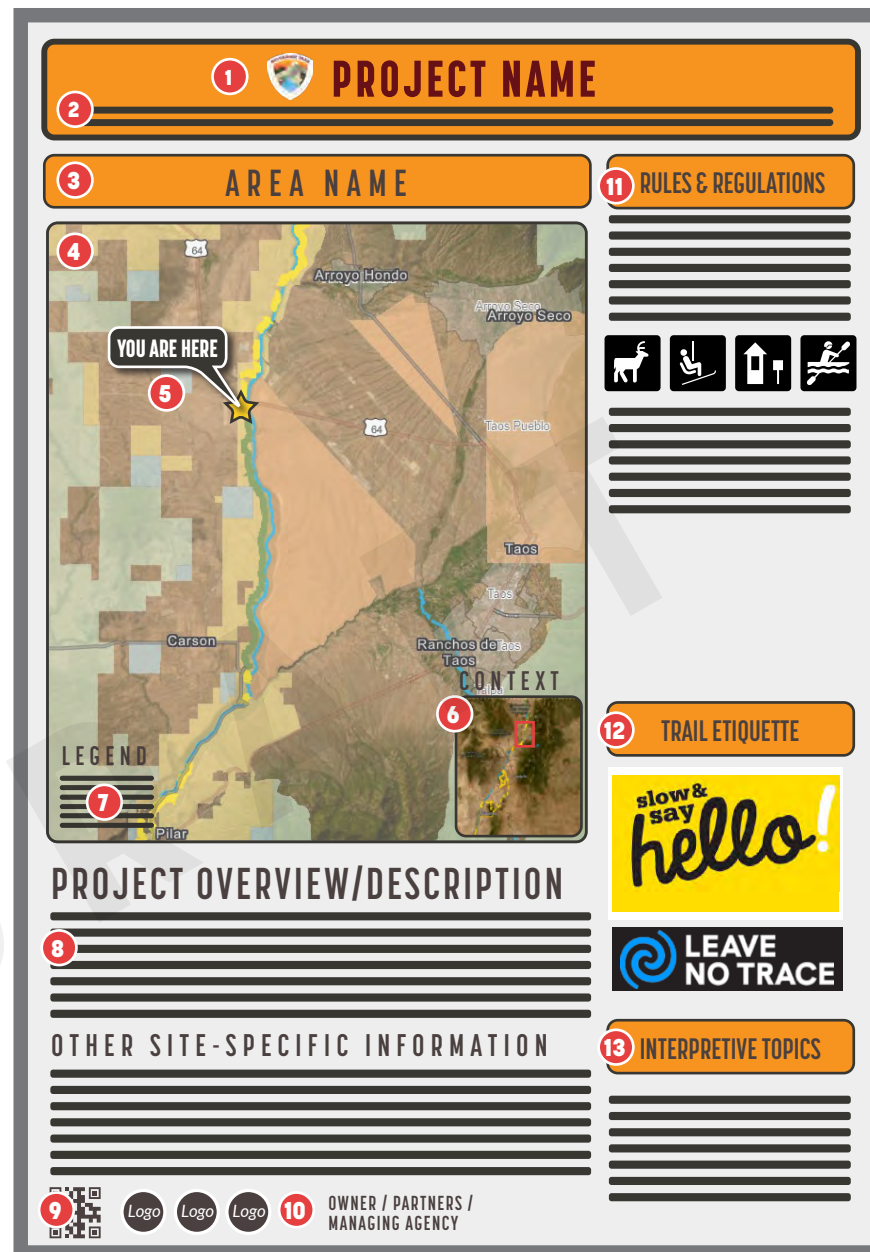 1 PROJECT NAME
2
3 AREA NAME
4
64
Arroyo Hondo
Arroyo Seco
Arroyo Seco
YOU ARE HERE
5
64
Taos Pueblo
Taos
Taos
Carson
Ranchos de
Taos
Taos
CONTEXT
6
LEGEND
7
Pilar
PROJECT OVERVIEW/DESCRIPTION
8
OTHER SITE-SPECIFIC INFORMATION
9
Logo Logo Logo
10 OWNER / PARTNERS /
MANAGING AGENCY
11 RULES & REGULATIONS
12 TRAIL ETIQUETTE
slow &
say
hello!
LEAVE
NO TRACE
13 INTERPRETIVE TOPICS
DRAFT